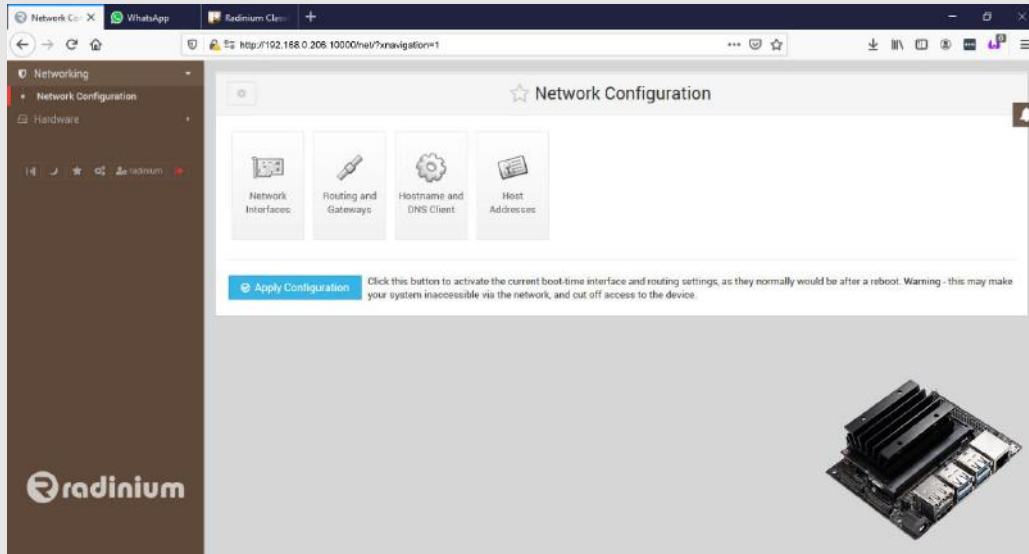 Network Co
WhatsApp
Radinium Clas
http://192.168.0.206:10000/net/?xnavigation=1
Networking
Network Configuration
Hardware
radinium
Network Configuration
Network Interfaces
Routing and Gateways
Hostname and DNS Client
Host Addresses
Apply Configuration
Click this button to activate the current boot-time interface and routing settings, as they normally would be after a reboot. Warning - this may make
your system inaccessible via the network, and cut off access to the device.
radinium